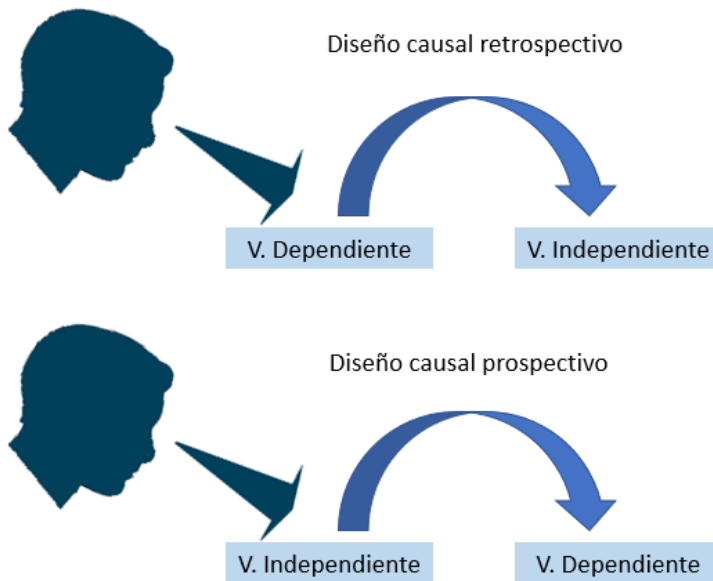 Diseño causal retrospectivo
V. Dependiente
V. Independiente
Diseño causal prospectivo
V. Independiente
V. Dependiente